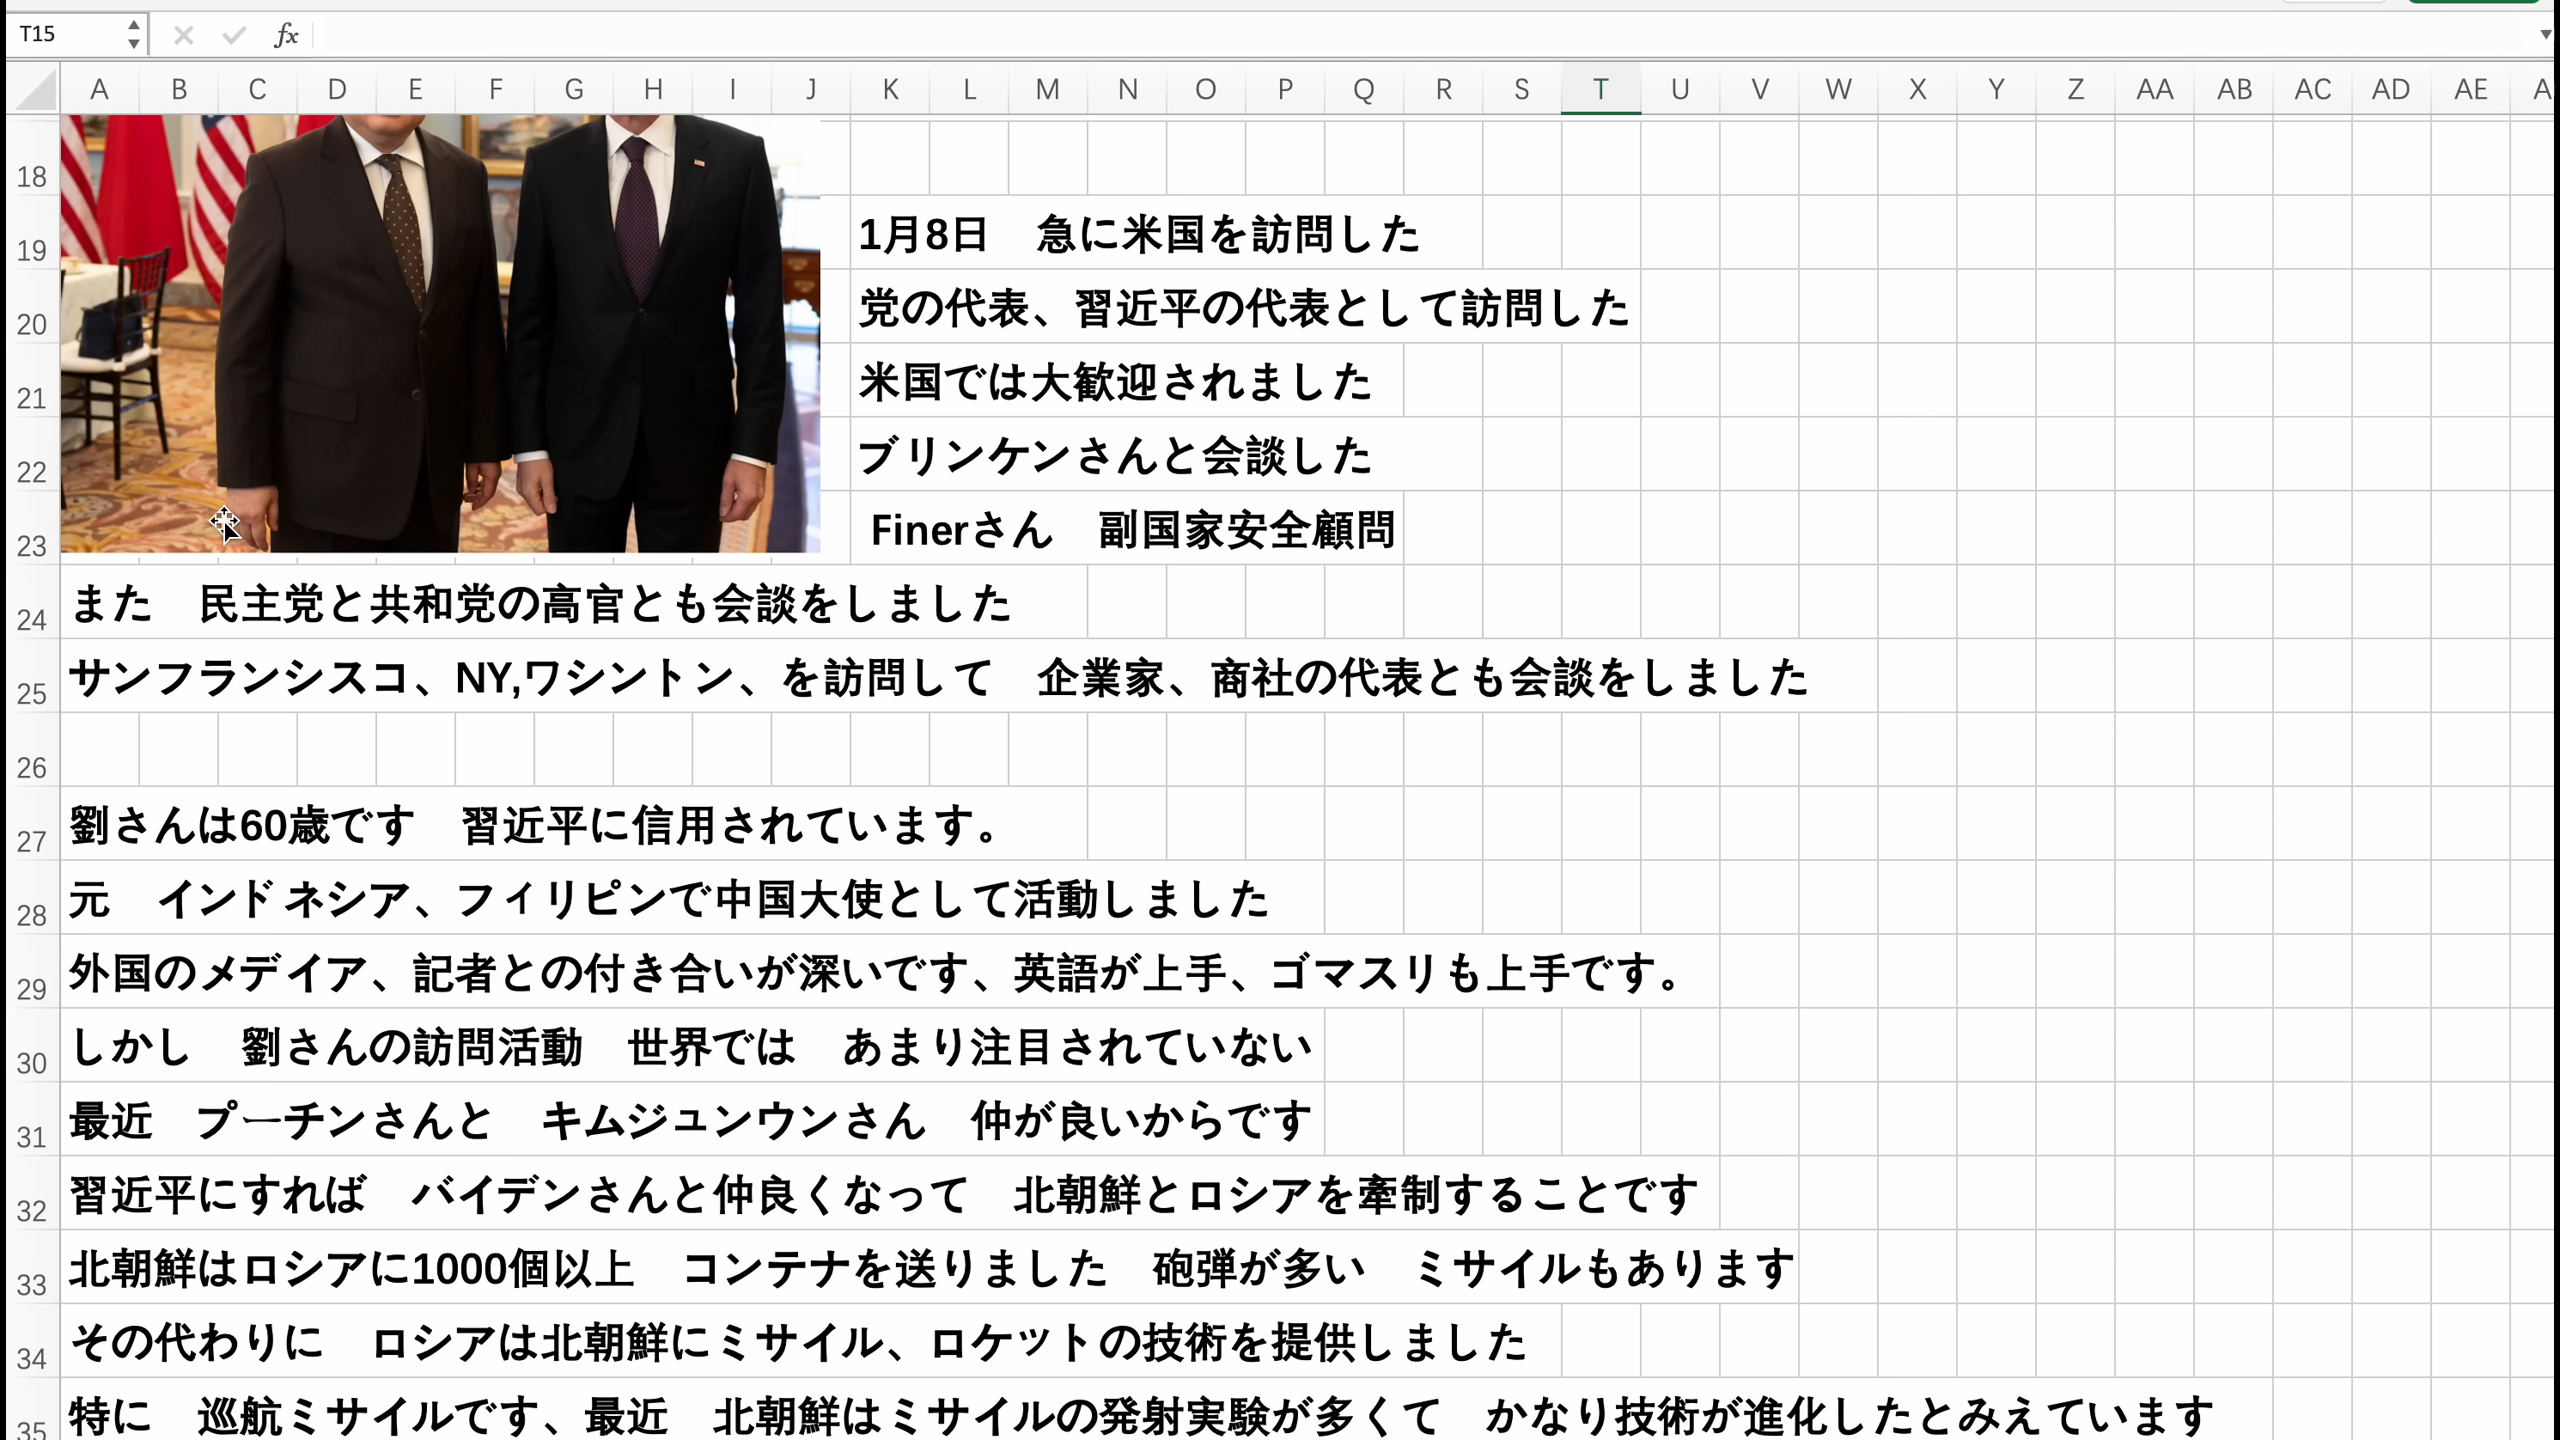 T15
fx
A B C D E F G H I J K L M N O P Q R S T U V W X Y Z AA AB AC AD AE A
18
19 1月8日　急に米国を訪問した
20 党の代表、習近平の代表として訪問した
21 米国では大歓迎されました
22 ブリンケンさんと会談した
23 Finerさん　副国家安全顧問
24 また　民主党と共和党の高官とも会談をしました
25 サンフランシスコ、NY,ワシントン、を訪問して　企業家、商社の代表とも会談をしました
26
27 劉さんは60歳です　習近平に信用されています。
28 元　インドネシア、フィリピンで中国大使として活動しました
29 外国のメデイア、記者との付き合いが深いです、英語が上手、ゴマスリも上手です。
30 しかし　劉さんの訪問活動　世界では　あまり注目されていない
31 最近　プーチンさんと　キムジュンウンさん　仲が良いからです
32 習近平にすれば　バイデンさんと仲良くなって　北朝鮮とロシアを牽制することです
33 北朝鮮はロシアに1000個以上　コンテナを送りました　砲弾が多い　ミサイルもあります
34 その代わりに　ロシアは北朝鮮にミサイル、ロケットの技術を提供しました
35 特に　巡航ミサイルです、最近　北朝鮮はミサイルの発射実験が多くて　かなり技術が進化したとみえています